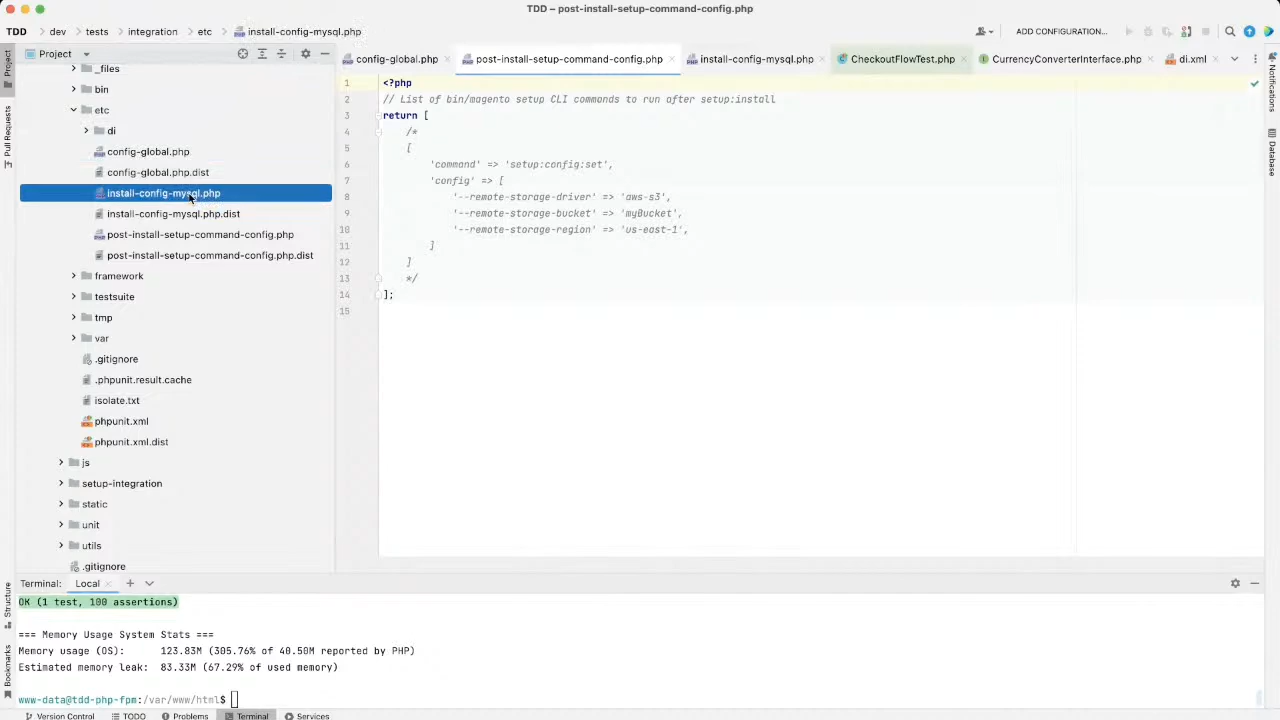 TDD – post-install-setup-command-config.php
TDD
dev
tests
integration
etc
install-config-mysql.php
ADD CONFIGURATION...
Project
config-global.php
post-install-setup-command-config.php
install-config-mysql.php
CheckoutFlowTest.php
CurrencyConverterInterface.php
di.xml
Project
Pull Requests
_files
bin
etc
di
config-global.php
config-global.php.dist
install-config-mysql.php
install-config-mysql.php.dist
post-install-setup-command-config.php
post-install-setup-command-config.php.dist
framework
testsuite
tmp
var
.gitignore
.phpunit.result.cache
isolate.txt
phpunit.xml
phpunit.xml.dist
js
setup-integration
static
unit
utils
.gitignore
1 <?php
2 // List of bin/magento setup CLI commands to run after setup:install
3 return [
4 /*
5 [
6 'command' => 'setup:config:set',
7 'config' => [
8 '--remote-storage-driver' => 'aws-s3',
9 '--remote-storage-bucket' => 'myBucket',
10 '--remote-storage-region' => 'us-east-1',
11 ]
12 ]
13 */
14 ];
15
Notifications
Database
Structure
Bookmarks
Terminal: Local
OK (1 test, 100 assertions)
=== Memory Usage System Stats ===
Memory usage (OS): 123.83M (305.76% of 40.50M reported by PHP)
Estimated memory leak: 83.33M (67.29% of used memory)
www-data@tdd-php-fpm:/var/www/html$
Version Control
TODO
Problems
Terminal
Services